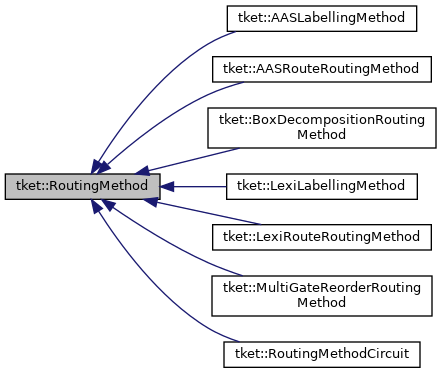 tket::AASLabellingMethod
tket::AASRouteRoutingMethod
tket::BoxDecompositionRouting
Method
tket::RoutingMethod
tket::LexiLabellingMethod
tket::LexiRouteRoutingMethod
tket::MultiGateReorderRouting
Method
tket::RoutingMethodCircuit